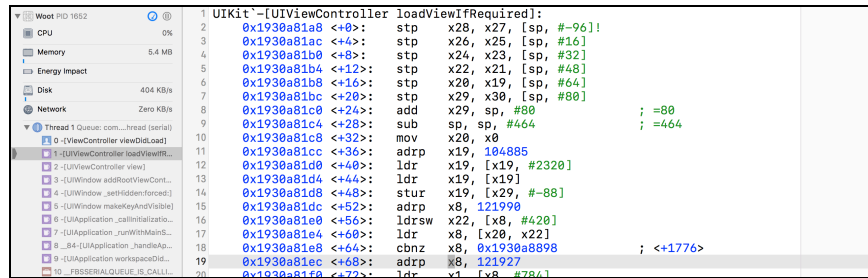 Woot PID 1652
CPU 0%
Memory 5.4 MB
Energy Impact
Disk 404 KB/s
Network Zero KB/s
Thread 1 Queue: com....hread (serial)
0 -[ViewController viewDidLoad]
1 -[UIViewController loadViewIfR...
2 -[UIViewController view]
3 -[UIWindow addRootViewCont...
4 -[UIWindow _setHidden:forced:]
5 -[UIWindow makeKeyAndVisible]
6 -[UIApplication _callInitializatio...
7 -[UIApplication _runWithMainS...
8 __84-[UIApplication _handleAp...
9 -[UIApplication workspaceDid...
10 __FBSSERIALQUEUE_IS_CALLI...
1 UIKit`-[UIViewController loadViewIfRequired]:
2 0x1930a81a8 <+0>: stp x28, x27, [sp, #-96]!
3 0x1930a81ac <+4>: stp x26, x25, [sp, #16]
4 0x1930a81b0 <+8>: stp x24, x23, [sp, #32]
5 0x1930a81b4 <+12>: stp x22, x21, [sp, #48]
6 0x1930a81b8 <+16>: stp x20, x19, [sp, #64]
7 0x1930a81bc <+20>: stp x29, x30, [sp, #80]
8 0x1930a81c0 <+24>: add x29, sp, #80 ; =80
9 0x1930a81c4 <+28>: sub sp, sp, #464 ; =464
10 0x1930a81c8 <+32>: mov x20, x0
11 0x1930a81cc <+36>: adrp x19, 104885
12 0x1930a81d0 <+40>: ldr x19, [x19, #2320]
13 0x1930a81d4 <+44>: ldr x19, [x19]
14 0x1930a81d8 <+48>: stur x19, [x29, #-88]
15 0x1930a81dc <+52>: adrp x8, 121990
16 0x1930a81e0 <+56>: ldrsw x22, [x8, #420]
17 0x1930a81e4 <+60>: ldr x8, [x20, x22]
18 0x1930a81e8 <+64>: cbnz x8, 0x1930a8898 ; <+1776>
19 0x1930a81ec <+68>: adrp x8, 121927
20 0x1930a81f0 <+72>: ldr x1, [x8, #784]